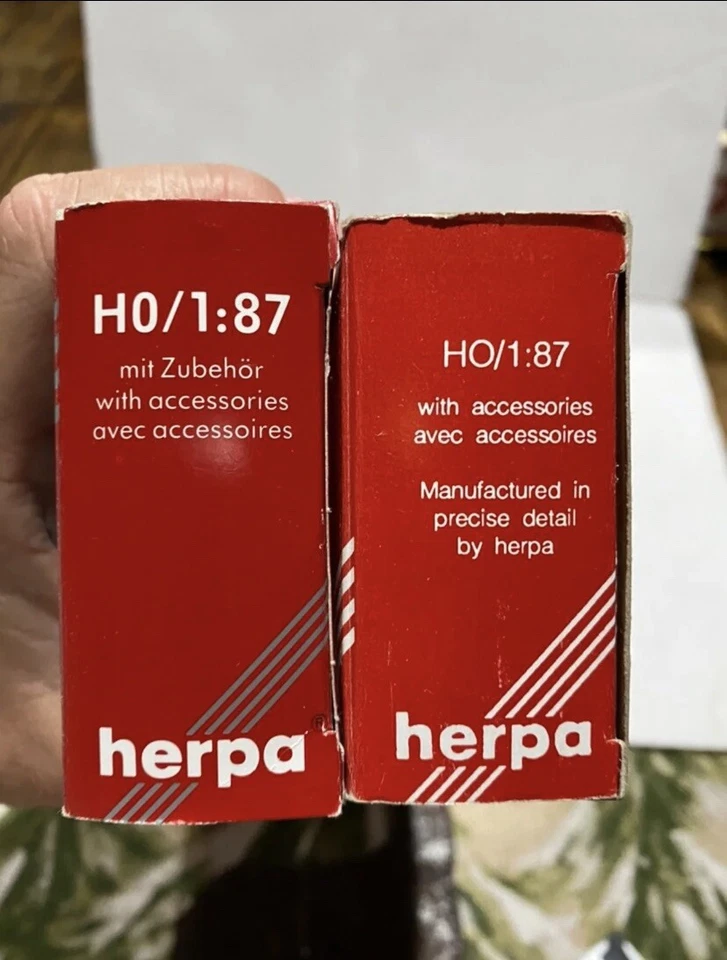 H0/1:87
mit Zubehör
with accessories
avec accessoires
herpa
®
HO/1:87
with accessories
avec accessoires
Manufactured in
precise detail
by herpa
herpa